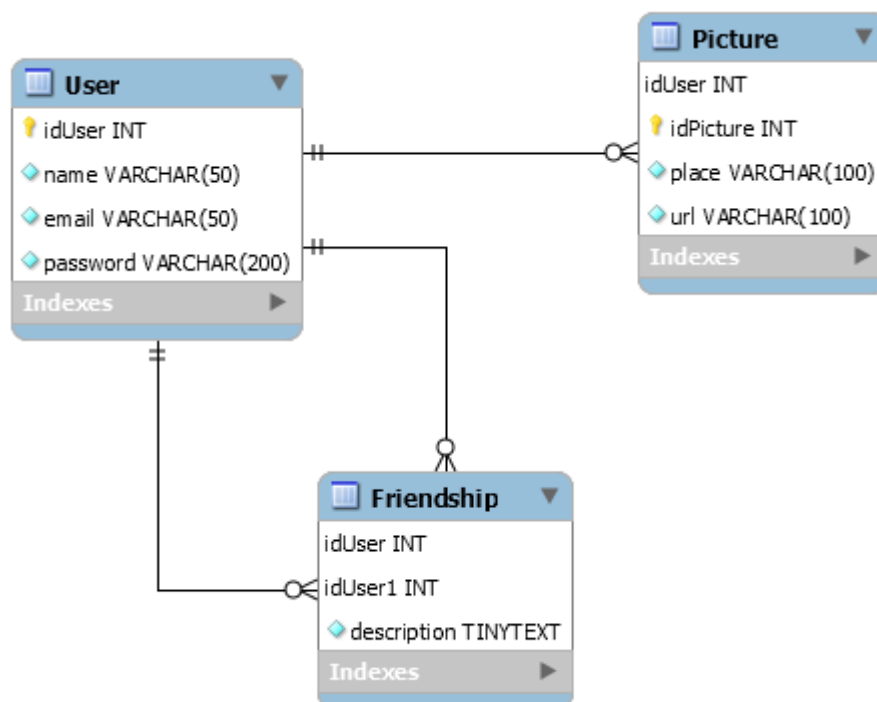 User
idUser INT
name VARCHAR(50)
email VARCHAR(50)
password VARCHAR(200)
Indexes
Picture
idUser INT
idPicture INT
place VARCHAR(100)
url VARCHAR(100)
Indexes
Friendship
idUser INT
idUser1 INT
description TINYTEXT
Indexes